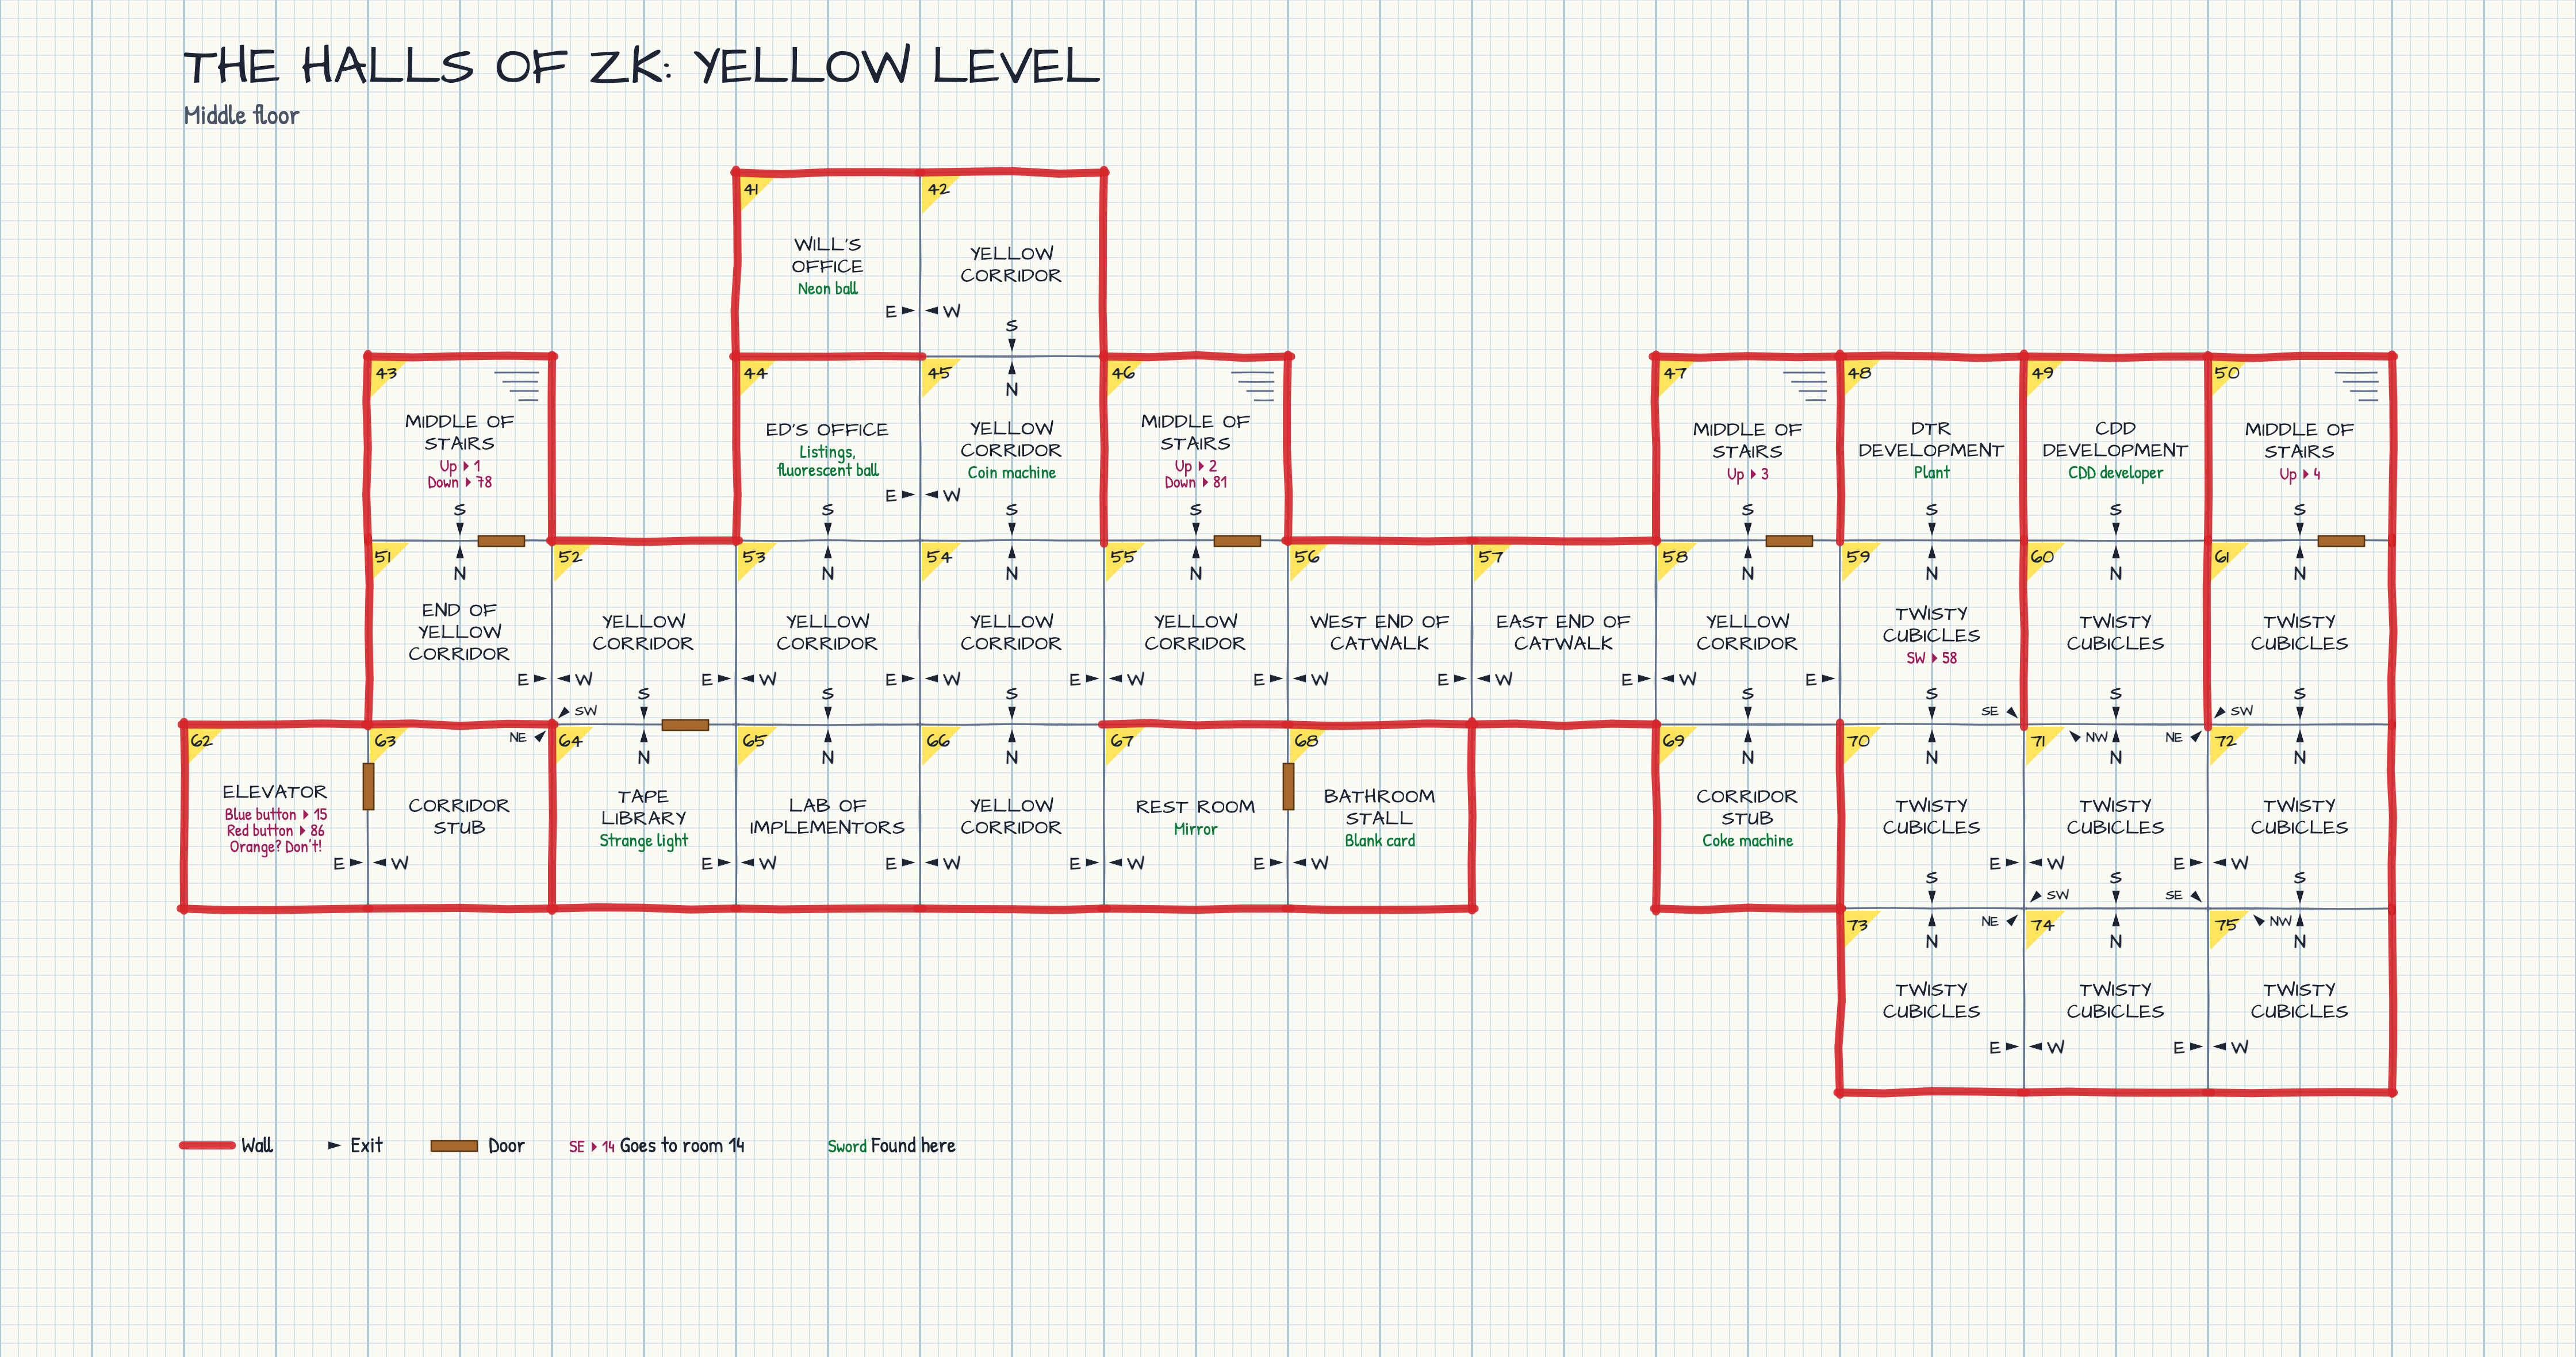 THE HALLS OF ZK: YELLOW LEVEL
Middle floor
41
WILL'S
OFFICE
Neon ball
E
42
YELLOW
CORRIDOR
W
S
43
MIDDLE OF
STAIRS
Up ▸ 1
Down ▸ 78
S
44
ED'S OFFICE
Listings,
fluorescent ball
E
S
45
N
YELLOW
CORRIDOR
Coin machine
W
S
46
MIDDLE OF
STAIRS
Up ▸ 2
Down ▸ 81
S
47
MIDDLE OF
STAIRS
Up ▸ 3
S
48
DTR
DEVELOPMENT
Plant
S
49
CDD
DEVELOPMENT
CDD developer
S
50
MIDDLE OF
STAIRS
Up ▸ 4
S
51
N
END OF
YELLOW
CORRIDOR
E
52
YELLOW
CORRIDOR
W
E
S
SW
53
N
YELLOW
CORRIDOR
W
E
S
54
N
YELLOW
CORRIDOR
W
E
S
55
N
YELLOW
CORRIDOR
W
E
56
WEST END OF
CATWALK
W
E
57
EAST END OF
CATWALK
W
E
58
N
YELLOW
CORRIDOR
W
E
S
59
N
TWISTY
CUBICLES
SW ▸ 58
S
SE
60
N
TWISTY
CUBICLES
S
61
N
TWISTY
CUBICLES
S
SW
62
ELEVATOR
Blue button ▸ 15
Red button ▸ 86
Orange? Don't!
E
63
NE
CORRIDOR
STUB
W
64
N
TAPE
LIBRARY
Strange light
E
65
N
LAB OF
IMPLEMENTORS
W
E
66
N
YELLOW
CORRIDOR
W
E
67
REST ROOM
Mirror
W
E
68
BATHROOM
STALL
Blank card
W
69
N
CORRIDOR
STUB
Coke machine
70
N
TWISTY
CUBICLES
E
S
71
NW
N
NE
TWISTY
CUBICLES
W
E
SW
S
SE
72
N
TWISTY
CUBICLES
W
S
73
N
NE
TWISTY
CUBICLES
E
74
N
TWISTY
CUBICLES
W
E
75
NW
N
TWISTY
CUBICLES
W
Wall
Exit
Door
SE ▸ 14 Goes to room 14
Sword Found here